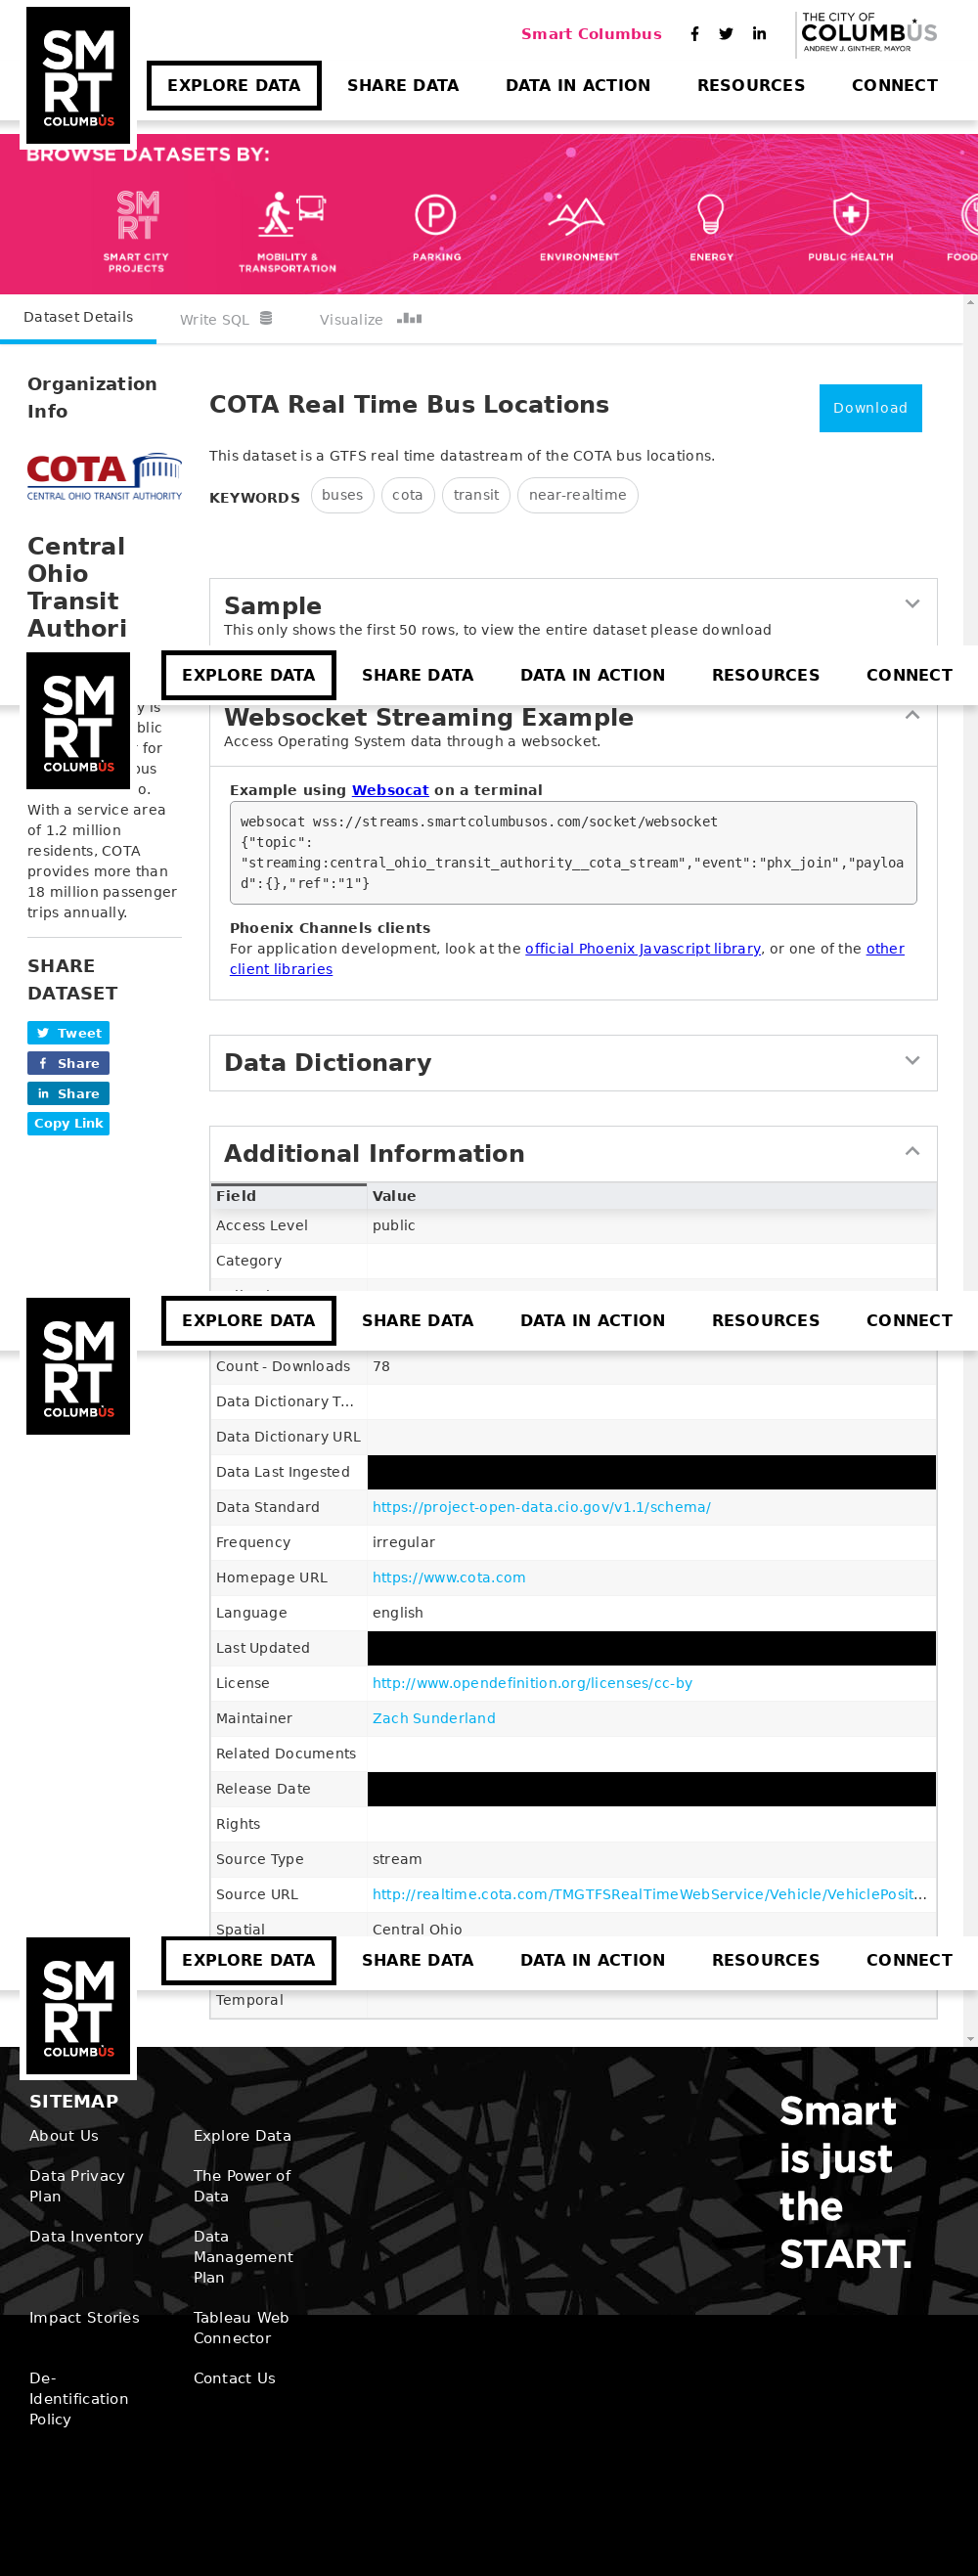 SM
RT
COLUMBUS
Smart Columbus
THE CITY OF
COLUMBUS
ANDREW J. GINTHER, MAYOR
EXPLORE DATA SHARE DATA DATA IN ACTION RESOURCES CONNECT
BROWSE DATASETS BY:
SM
RT
SMART CITY
PROJECTS
MOBILITY &
TRANSPORTATION
P
PARKING
ENVIRONMENT
ENERGY
PUBLIC HEALTH
FOOD
Dataset Details Write SQL Visualize
Organization
Info
COTA
CENTRAL OHIO TRANSIT AUTHORITY
Central
Ohio
Transit
Authori
COTA Real Time Bus Locations
Download
This dataset is a GTFS real time datastream of the COTA bus locations.
KEYWORDS buses cota transit near-realtime
Sample
This only shows the first 50 rows, to view the entire dataset please download
SM
RT
COLUMBUS
EXPLORE DATA SHARE DATA DATA IN ACTION RESOURCES CONNECT
is
for
o.
With a service area
of 1.2 million
residents, COTA
provides more than
18 million passenger
trips annually.
Websocket Streaming Example
Access Operating System data through a websocket.
Example using Websocat on a terminal
websocat wss://streams.smartcolumbusos.com/socket/websocket
{"topic":
"streaming:central_ohio_transit_authority__cota_stream","event":"phx_join","payloa
d":{},"ref":"1"}
Phoenix Channels clients
For application development, look at the official Phoenix Javascript library, or one of the other
client libraries
SHARE
DATASET
Tweet
Share
Share
Copy Link
Data Dictionary
Additional Information
Field Value
Access Level public
Category
SM
RT
COLUMBUS
EXPLORE DATA SHARE DATA DATA IN ACTION RESOURCES CONNECT
Count - Downloads 78
Data Dictionary T...
Data Dictionary URL
Data Last Ingested
Data Standard https://project-open-data.cio.gov/v1.1/schema/
Frequency irregular
Homepage URL https://www.cota.com
Language english
Last Updated
License http://www.opendefinition.org/licenses/cc-by
Maintainer Zach Sunderland
Related Documents
Release Date
Rights
Source Type stream
Source URL http://realtime.cota.com/TMGTFSRealTimeWebService/Vehicle/VehiclePosit...
Spatial Central Ohio
SM
RT
COLUMBUS
EXPLORE DATA SHARE DATA DATA IN ACTION RESOURCES CONNECT
Temporal
SITEMAP
About Us Explore Data
Data Privacy
Plan
The Power of
Data
Data Inventory
Data
Management
Plan
Impact Stories
Tableau Web
Connector
De-
Identification
Policy
Contact Us
Smart
is just
the
START.